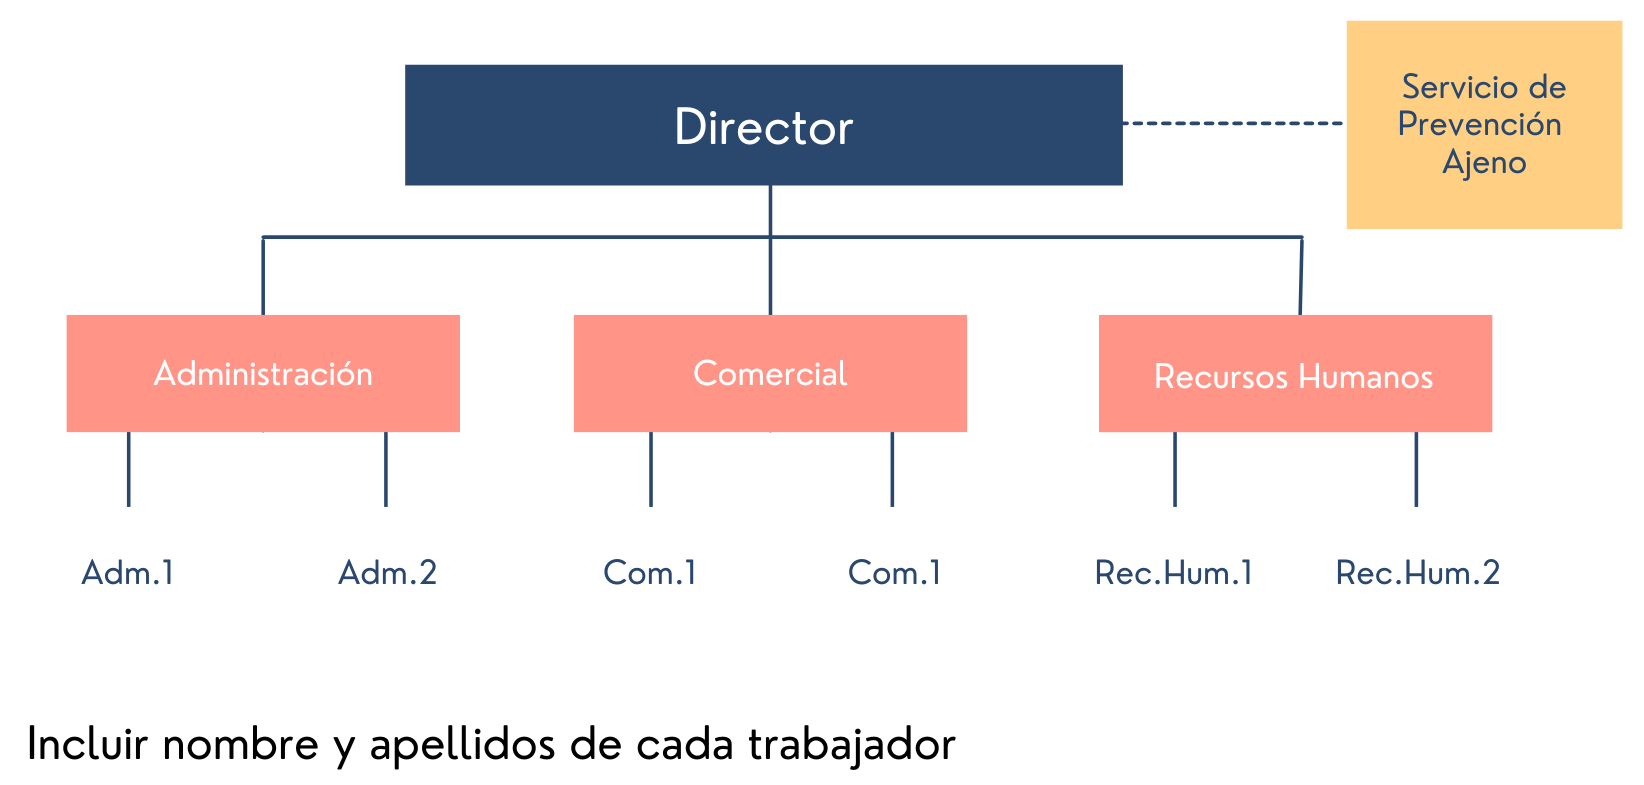 Director
Servicio de
Prevención
Ajeno
Administración
Comercial
Recursos Humanos
Adm.1
Adm.2
Com.1
Com.1
Rec.Hum.1
Rec.Hum.2
Incluir nombre y apellidos de cada trabajador